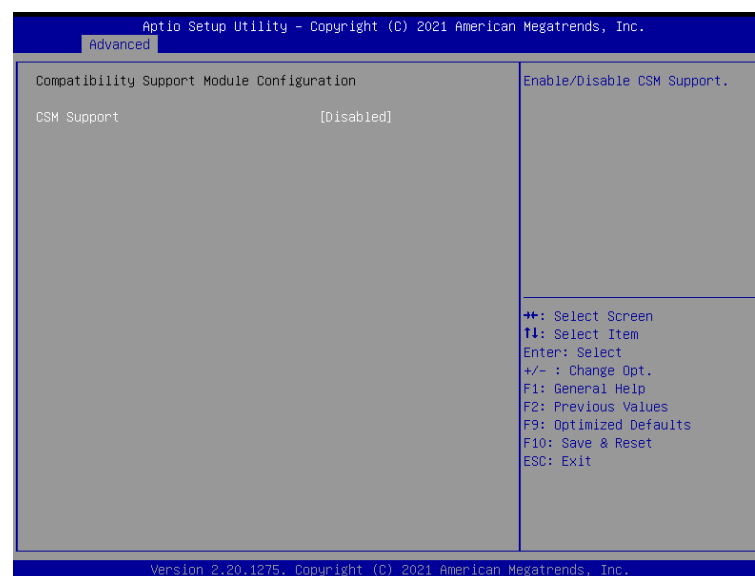 Aptio Setup Utility – Copyright (C) 2021 American Megatrends, Inc.
Advanced
Compatibility Support Module Configuration
CSM Support [Disabled]
Enable/Disable CSM Support.
→←: Select Screen
↑↓: Select Item
Enter: Select
+/- : Change Opt.
F1: General Help
F2: Previous Values
F9: Optimized Defaults
F10: Save & Reset
ESC: Exit
Version 2.20.1275. Copyright (C) 2021 American Megatrends, Inc.